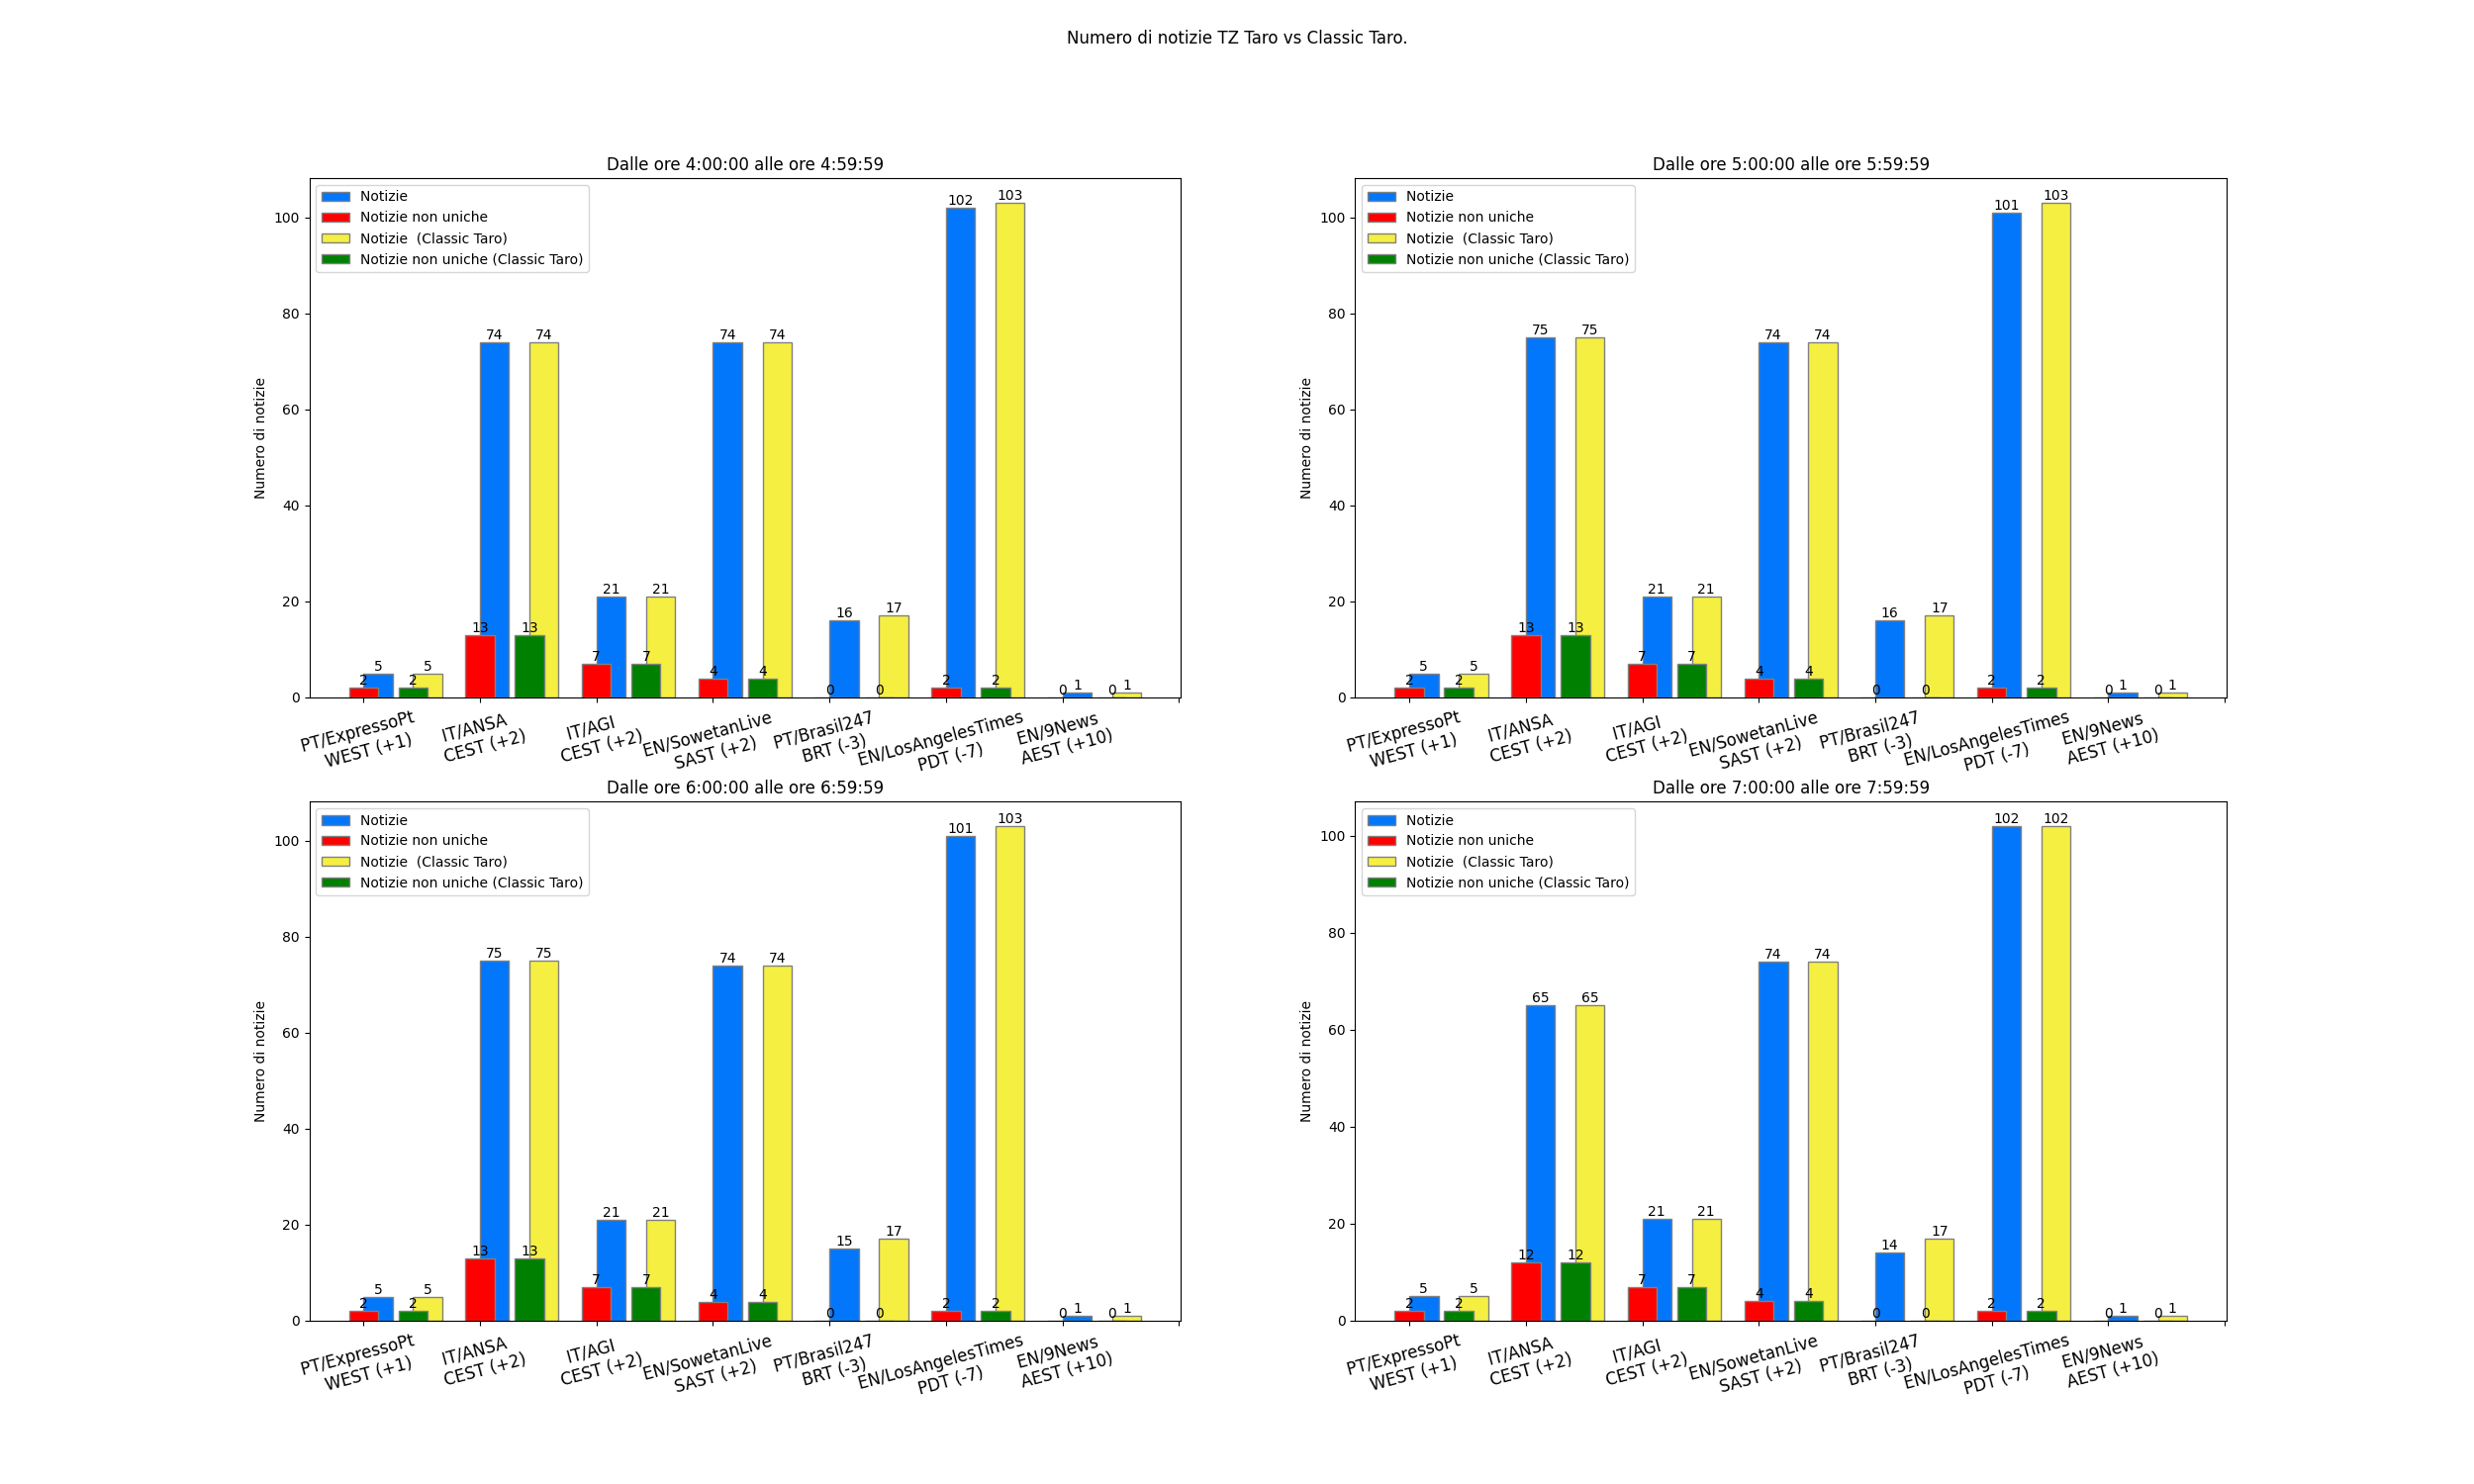 Numero di notizie TZ Taro vs Classic Taro.
Dalle ore 4:00:00 alle ore 4:59:59
Notizie
Notizie non uniche
Notizie  (Classic Taro)
Notizie non uniche (Classic Taro)
Numero di notizie
100
80
60
40
20
0
5 5 74 74 21 21 74 74 16 17 102 103 1 1
2 2 13 13 7 7 4 4 0 0 2 2 0 0
PT/ExpressoPt
WEST (+1)
IT/ANSA
CEST (+2)
IT/AGI
CEST (+2)
EN/SowetanLive
SAST (+2)
PT/Brasil247
BRT (-3)
EN/LosAngelesTimes
PDT (-7)
EN/9News
AEST (+10)
Dalle ore 5:00:00 alle ore 5:59:59
Notizie
Notizie non uniche
Notizie  (Classic Taro)
Notizie non uniche (Classic Taro)
Numero di notizie
100
80
60
40
20
0
5 5 75 75 21 21 74 74 16 17 101 103 1 1
2 2 13 13 7 7 4 4 0 0 2 2 0 0
PT/ExpressoPt
WEST (+1)
IT/ANSA
CEST (+2)
IT/AGI
CEST (+2)
EN/SowetanLive
SAST (+2)
PT/Brasil247
BRT (-3)
EN/LosAngelesTimes
PDT (-7)
EN/9News
AEST (+10)
Dalle ore 6:00:00 alle ore 6:59:59
Notizie
Notizie non uniche
Notizie  (Classic Taro)
Notizie non uniche (Classic Taro)
Numero di notizie
100
80
60
40
20
0
5 5 75 75 21 21 74 74 15 17 101 103 1 1
2 2 13 13 7 7 4 4 0 0 2 2 0 0
PT/ExpressoPt
WEST (+1)
IT/ANSA
CEST (+2)
IT/AGI
CEST (+2)
EN/SowetanLive
SAST (+2)
PT/Brasil247
BRT (-3)
EN/LosAngelesTimes
PDT (-7)
EN/9News
AEST (+10)
Dalle ore 7:00:00 alle ore 7:59:59
Notizie
Notizie non uniche
Notizie  (Classic Taro)
Notizie non uniche (Classic Taro)
Numero di notizie
100
80
60
40
20
0
5 5 65 65 21 21 74 74 14 17 102 102 1 1
2 2 12 12 7 7 4 4 0 0 2 2 0 0
PT/ExpressoPt
WEST (+1)
IT/ANSA
CEST (+2)
IT/AGI
CEST (+2)
EN/SowetanLive
SAST (+2)
PT/Brasil247
BRT (-3)
EN/LosAngelesTimes
PDT (-7)
EN/9News
AEST (+10)